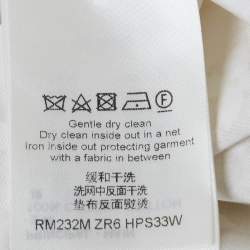 Gentle dry clean
Dry clean inside out in a net
Iron inside out protecting garment
with a fabric in between
缓和干洗
洗网中反面干洗
垫布反面熨烫
RM232M ZR6 HPS33W